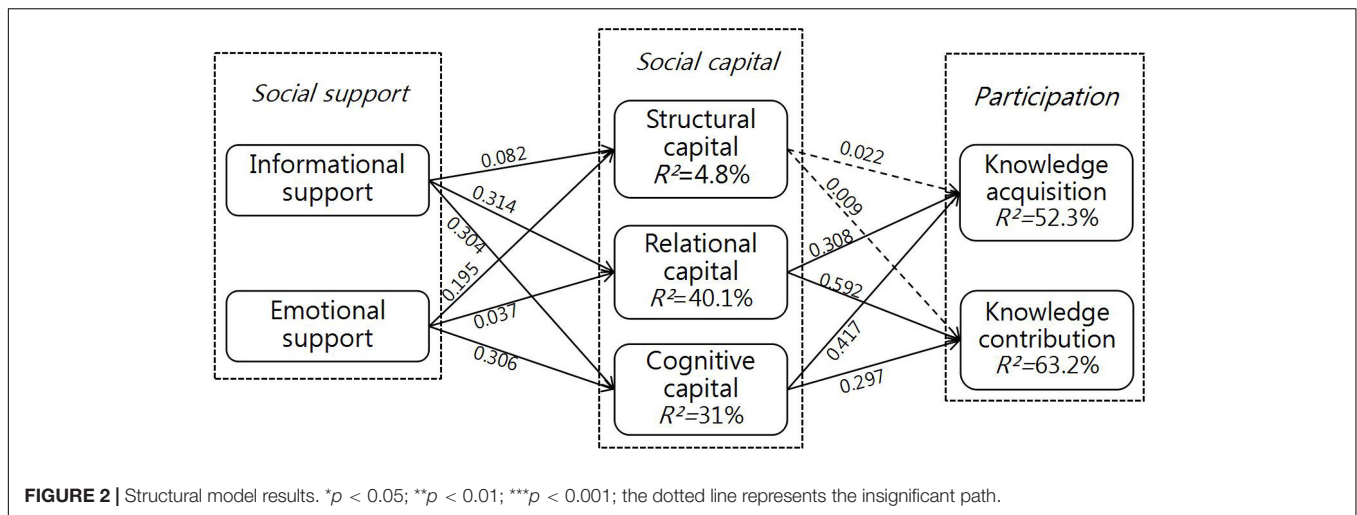 Social support
Informational
support
Emotional
support
0.082
0.314
0.304
0.195
0.037
0.306
Social capital
Structural
capital
R²=4.8%
Relational
capital
R²=40.1%
Cognitive
capital
R²=31%
0.022
0.009
0.308
0.592
0.417
0.297
Participation
Knowledge
acquisition
R²=52.3%
Knowledge
contribution
R²=63.2%
FIGURE 2 | Structural model results. *p < 0.05; **p < 0.01; ***p < 0.001; the dotted line represents the insignificant path.